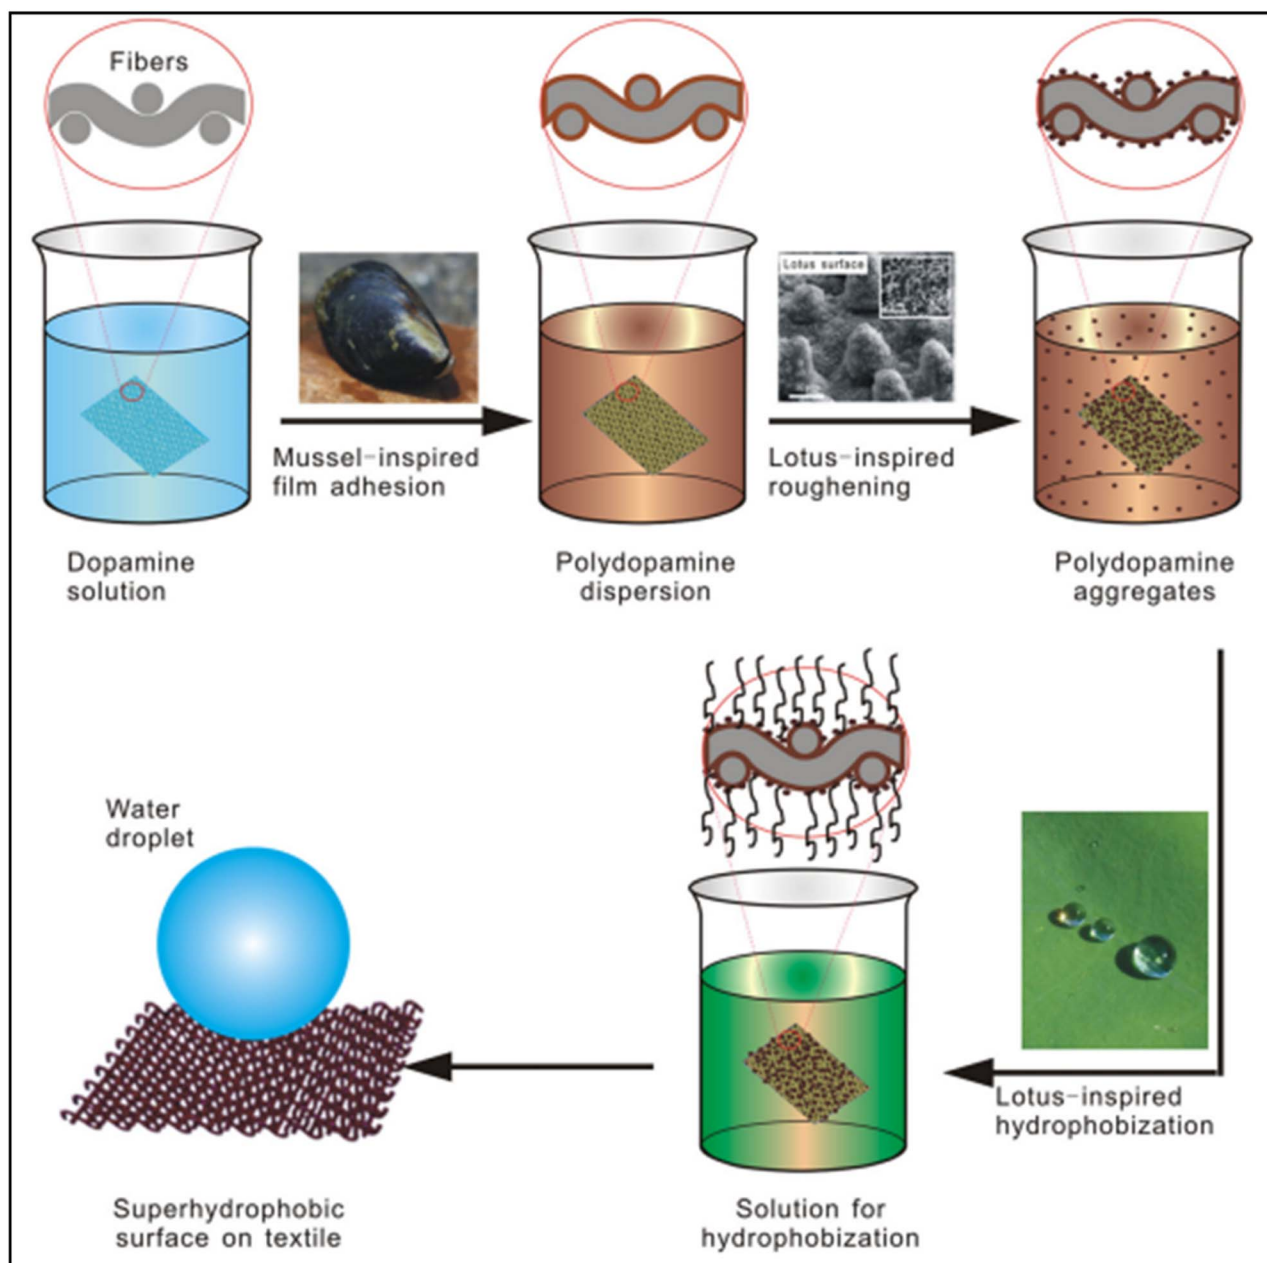 Fibers
Lotus surface
Mussel-inspired
film adhesion
Lotus-inspired
roughening
Dopamine
solution
Polydopamine
dispersion
Polydopamine
aggregates
Water
droplet
Lotus-inspired
hydrophobization
Superhydrophobic
surface on textile
Solution for
hydrophobization